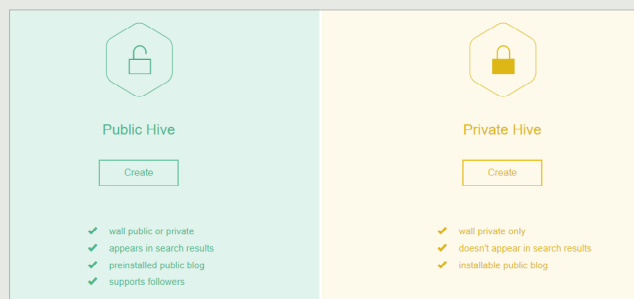 Public Hive
Create
wall public or private
appears in search results
preinstalled public blog
supports followers
Private Hive
Create
wall private only
doesn't appear in search results
installable public blog